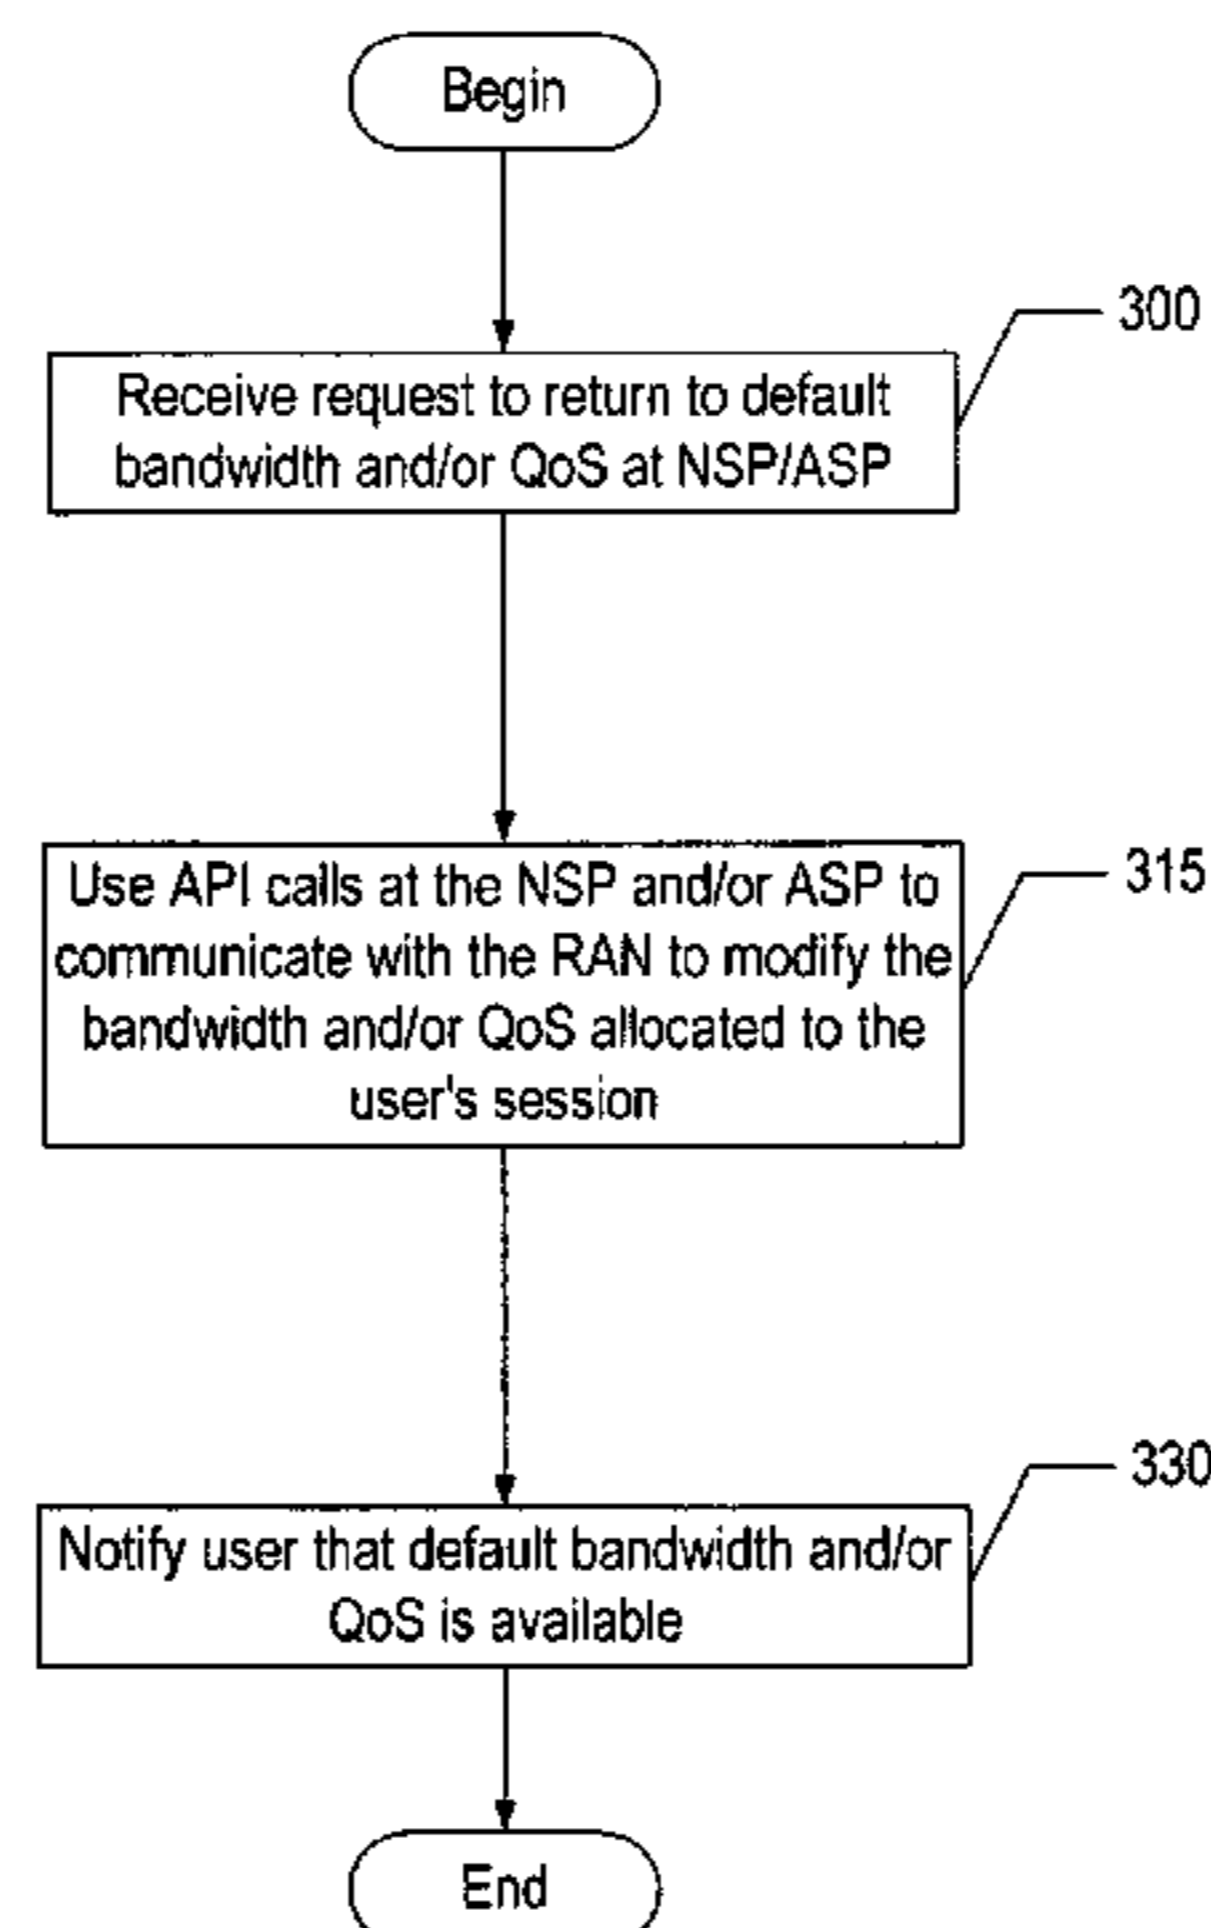 Begin
300
Receive request to return to default
bandwidth and/or QoS at NSP/ASP
315
Use API calls at the NSP and/or ASP to
communicate with the RAN to modify the
bandwidth and/or QoS allocated to the
user's session
330
Notify user that default bandwidth and/or
QoS is available
End